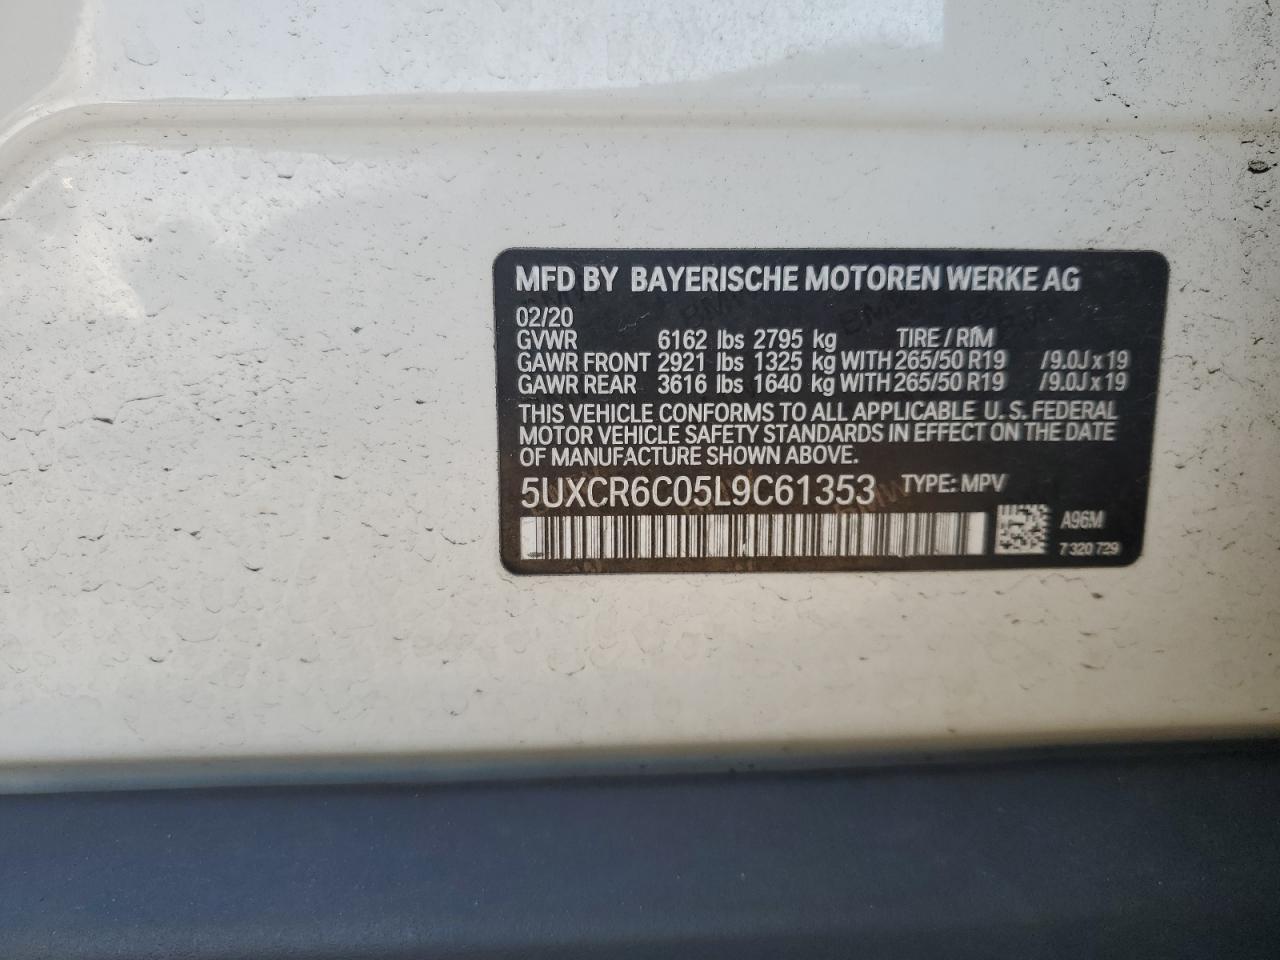 MFD BY BAYERISCHE MOTOREN WERKE AG
02/20
GVWR 6162 lbs 2795 kg TIRE / RIM
GAWR FRONT 2921 lbs 1325 kg WITH 265/50 R19 /9.0J x 19
GAWR REAR 3616 lbs 1640 kg WITH 265/50 R19 /9.0J x 19
THIS VEHICLE CONFORMS TO ALL APPLICABLE U. S. FEDERAL
MOTOR VEHICLE SAFETY STANDARDS IN EFFECT ON THE DATE
OF MANUFACTURE SHOWN ABOVE.
5UXCR6C05L9C61353 TYPE: MPV
A96M
7 320 729